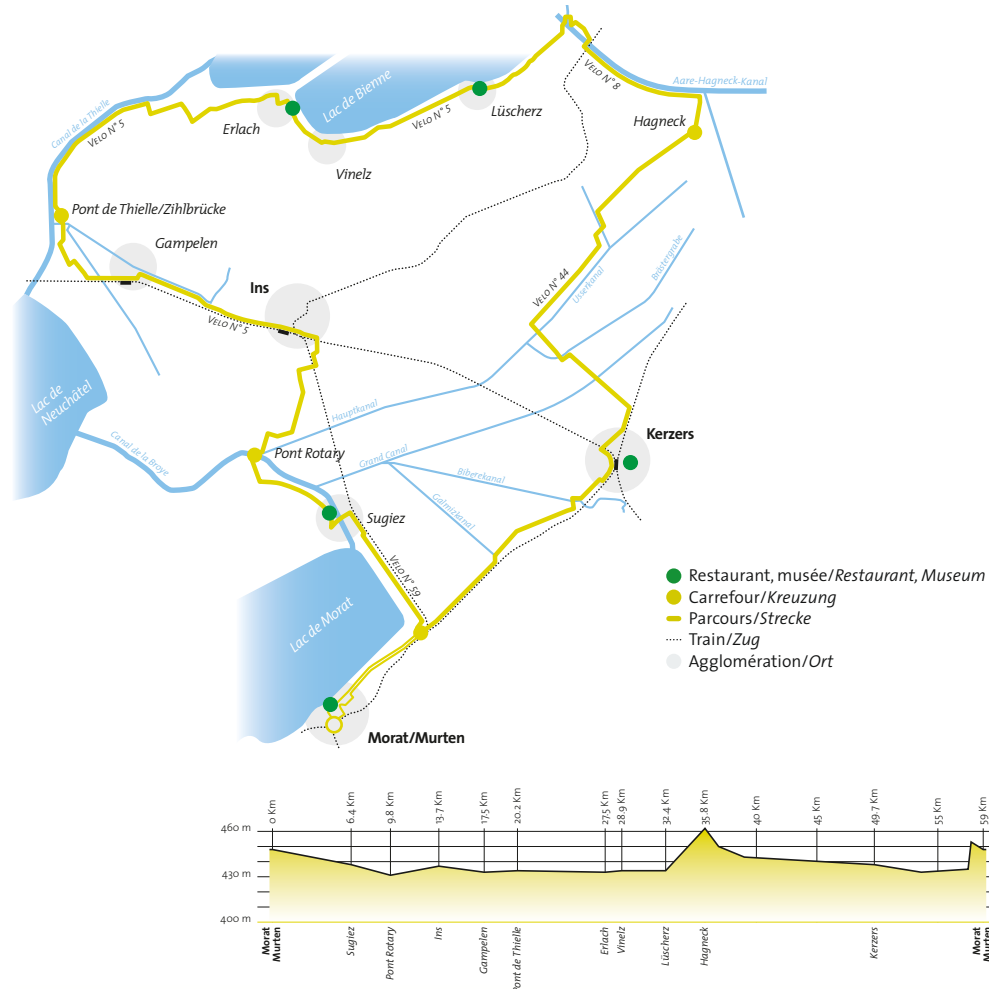 Aare-Hagneck-Kanal
VELO N° 8
Lac de Bienne
Canal de la Thielle
VELO N° 5
VELO N° 5
Erlach
Lüscherz
Hagneck
Vinelz
Pont de Thielle/Zihlbrücke
Gampelen
Ins
VELO N° 44
Usserkanal
VELO N° 5
Lac de
Neuchâtel
Hauptkanal
Canal de la Broye
Pont Rotary
Grand Canal
Biberekanal
Galmizkanal
Kerzers
Sugiez
VELO N° 59
Lac de Morat
Morat/Murten
Restaurant, musée/Restaurant, Museum
Carrefour/Kreuzung
Parcours/Strecke
Train/Zug
Agglomération/Ort
0 Km
6.4 Km
9.8 Km
13.7 Km
17.5 Km
20.2 Km
27.5 Km
28.9 Km
32.4 Km
35.8 Km
40 Km
45 Km
49.7 Km
55 Km
59 Km
460 m
430 m
400 m
Morat
Murten
Sugiez
Pont Rotary
Ins
Gampelen
Pont de Thielle
Erlach
Vinelz
Lüscherz
Hagneck
Kerzers
Morat
Murten